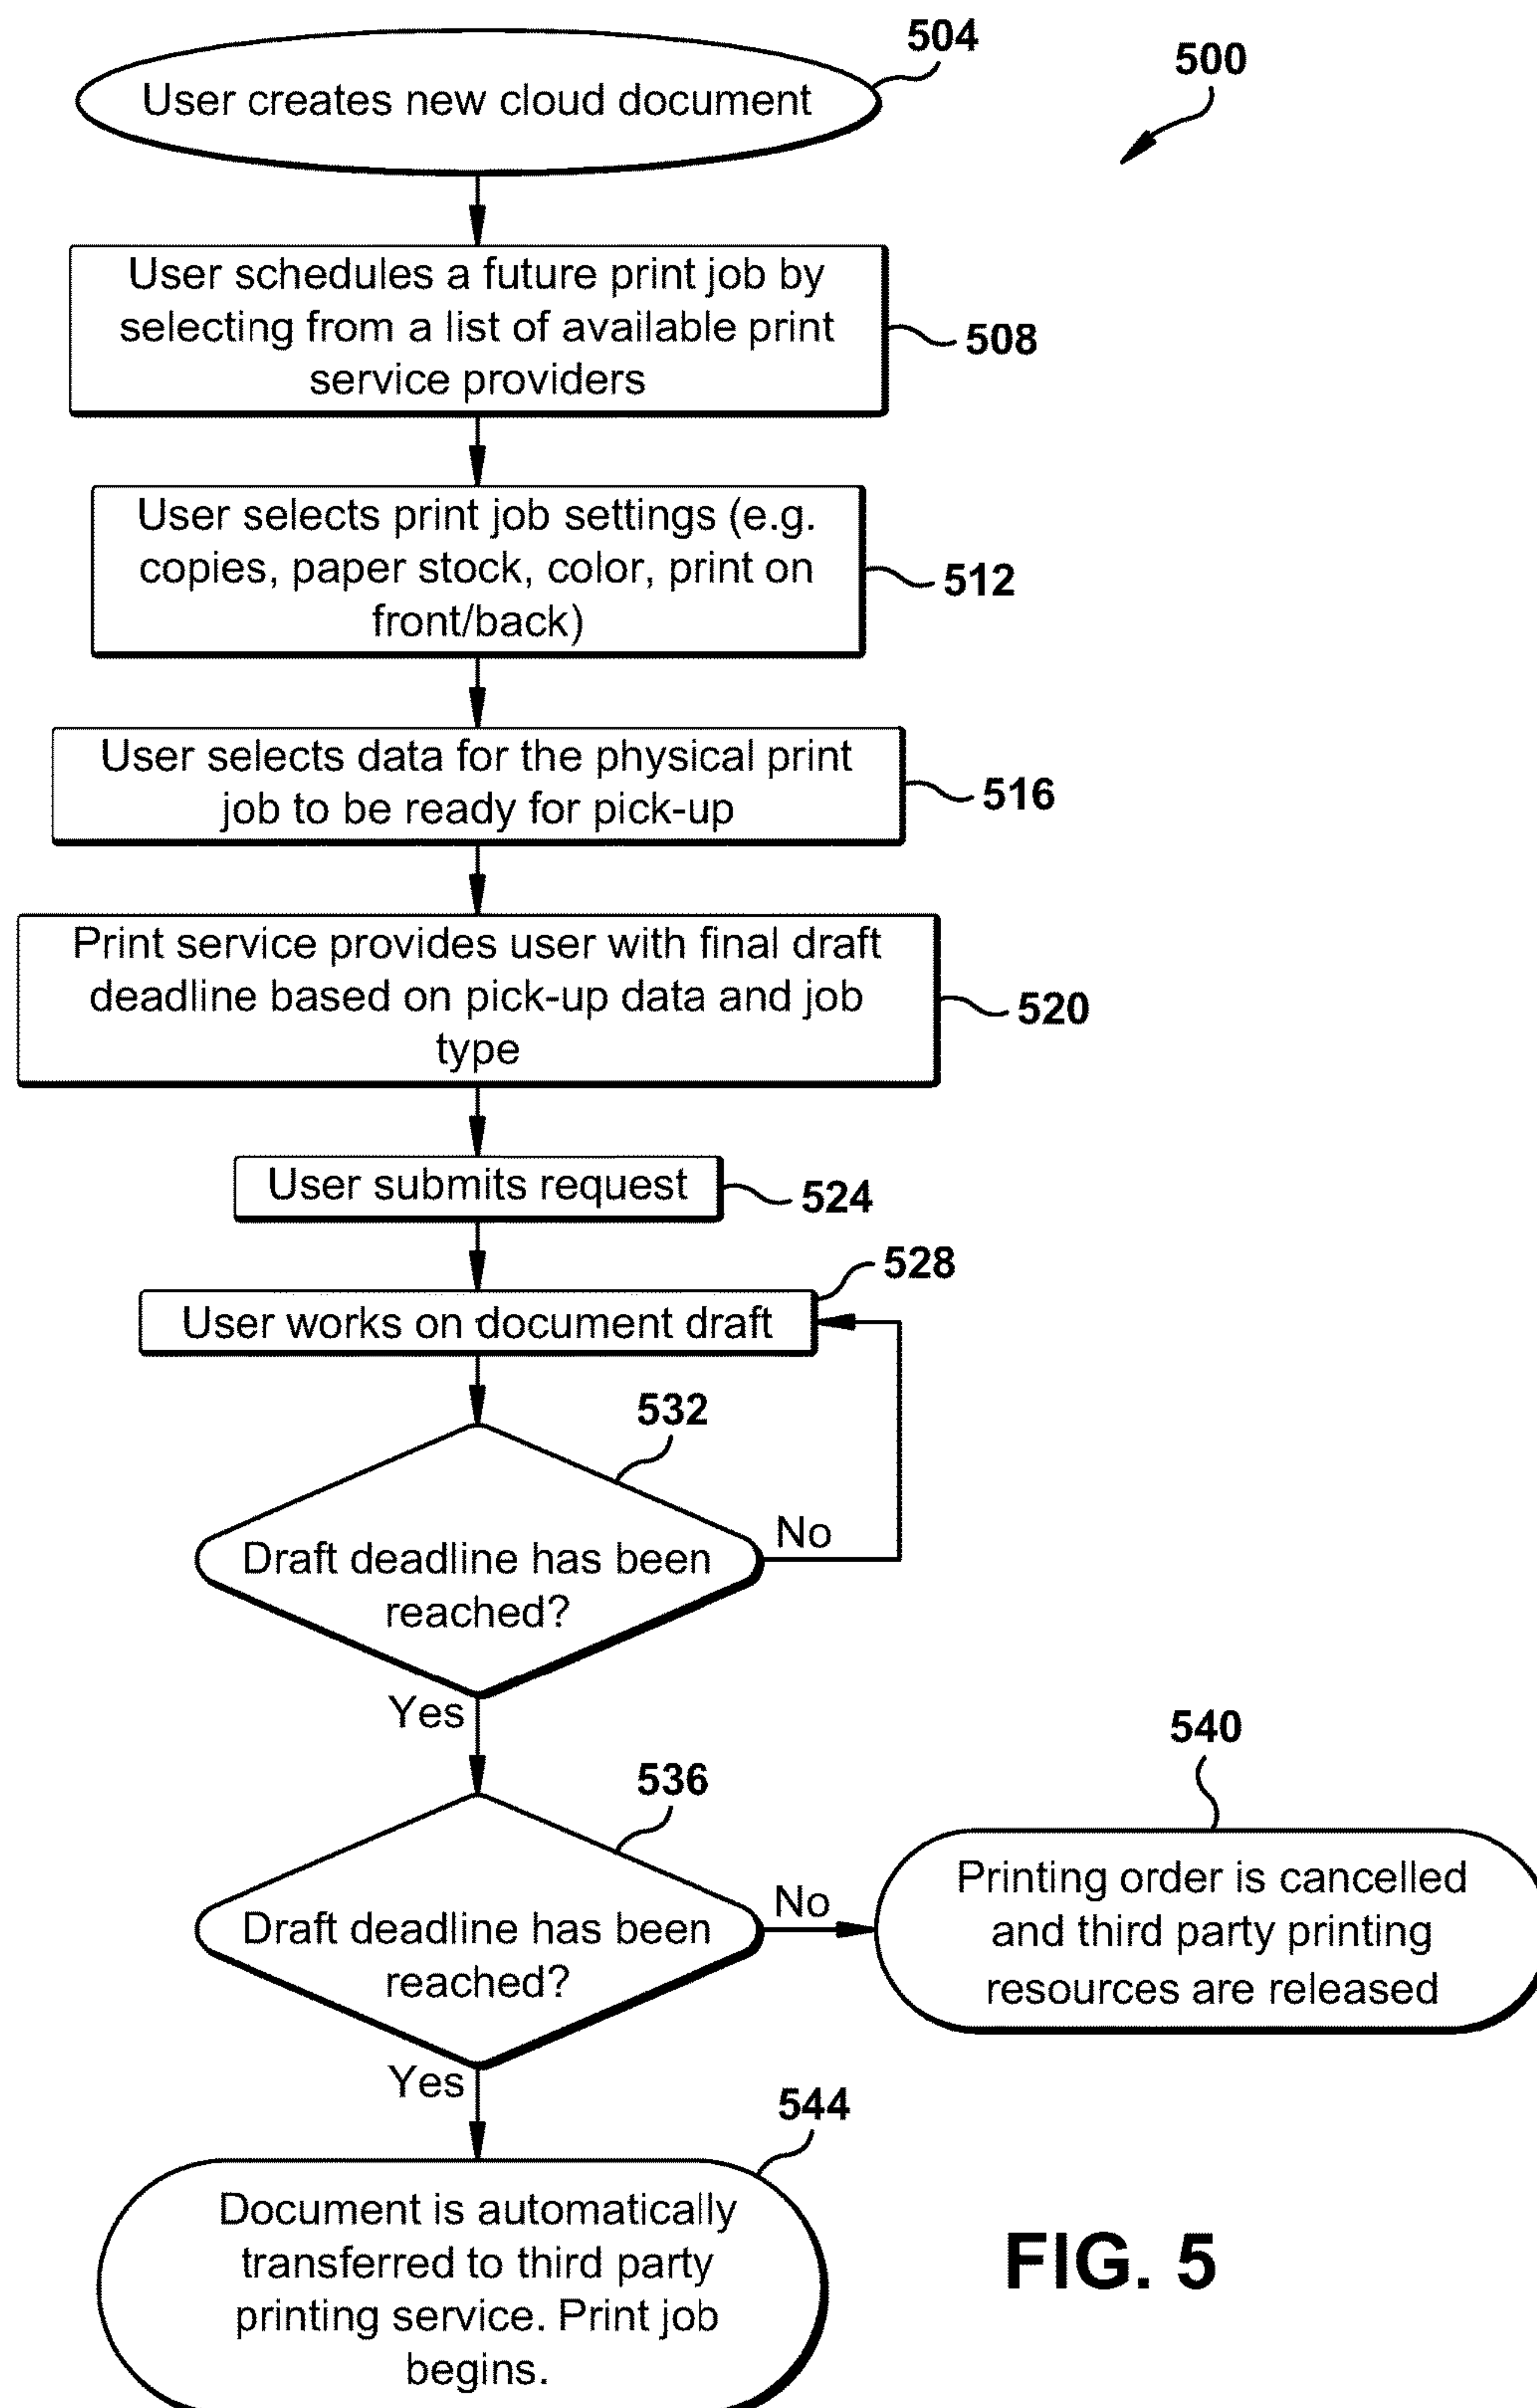 504
500
User creates new cloud document
User schedules a future print job by
selecting from a list of available print
service providers
508
User selects print job settings (e.g.
copies, paper stock, color, print on
front/back)
512
User selects data for the physical print
job to be ready for pick-up
516
Print service provides user with final draft
deadline based on pick-up data and job
type
520
User submits request
524
528
User works on document draft
532
Draft deadline has been
reached?
No
Yes
536
540
Draft deadline has been
reached?
No
Printing order is cancelled
and third party printing
resources are released
Yes
544
Document is automatically
transferred to third party
printing service. Print job
begins.
FIG. 5